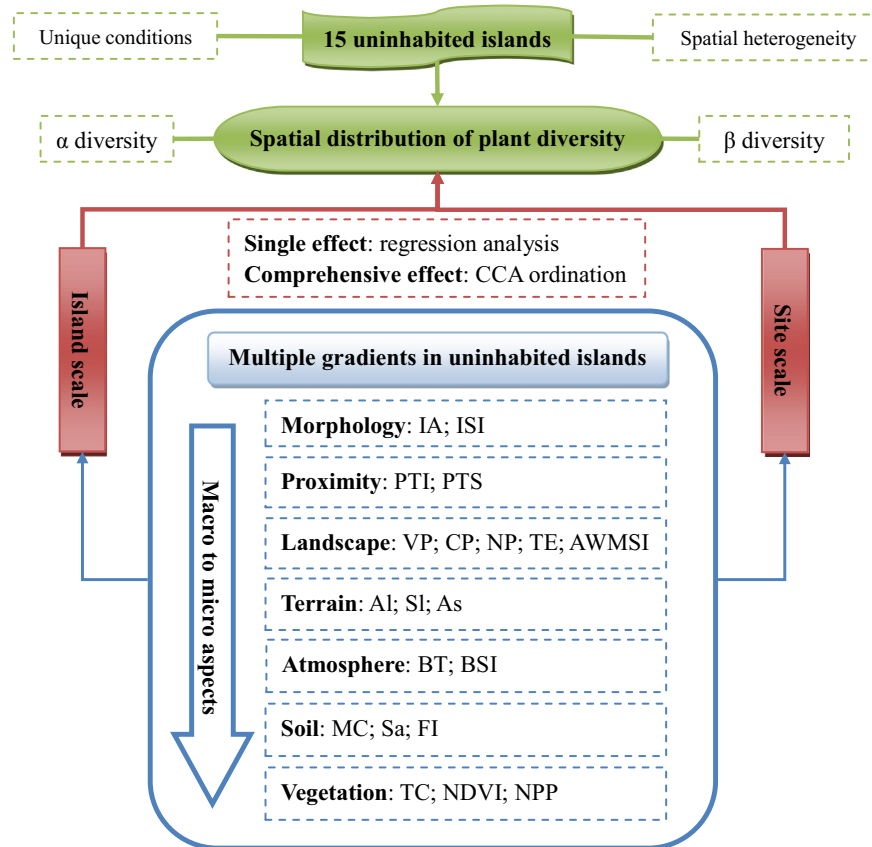 Unique conditions
15 uninhabited islands
Spatial heterogeneity
α diversity
Spatial distribution of plant diversity
β diversity
Single effect: regression analysis
Comprehensive effect: CCA ordination
Island scale
Site scale
Multiple gradients in uninhabited islands
Macro to micro aspects
Morphology: IA; ISI
Proximity: PTI; PTS
Landscape: VP; CP; NP; TE; AWMSI
Terrain: Al; Sl; As
Atmosphere: BT; BSI
Soil: MC; Sa; FI
Vegetation: TC; NDVI; NPP